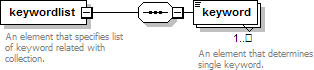 keywordlist
keyword
1..□
An element that specifies list
of keyword related with
collection.
An element that determines
single keyword.